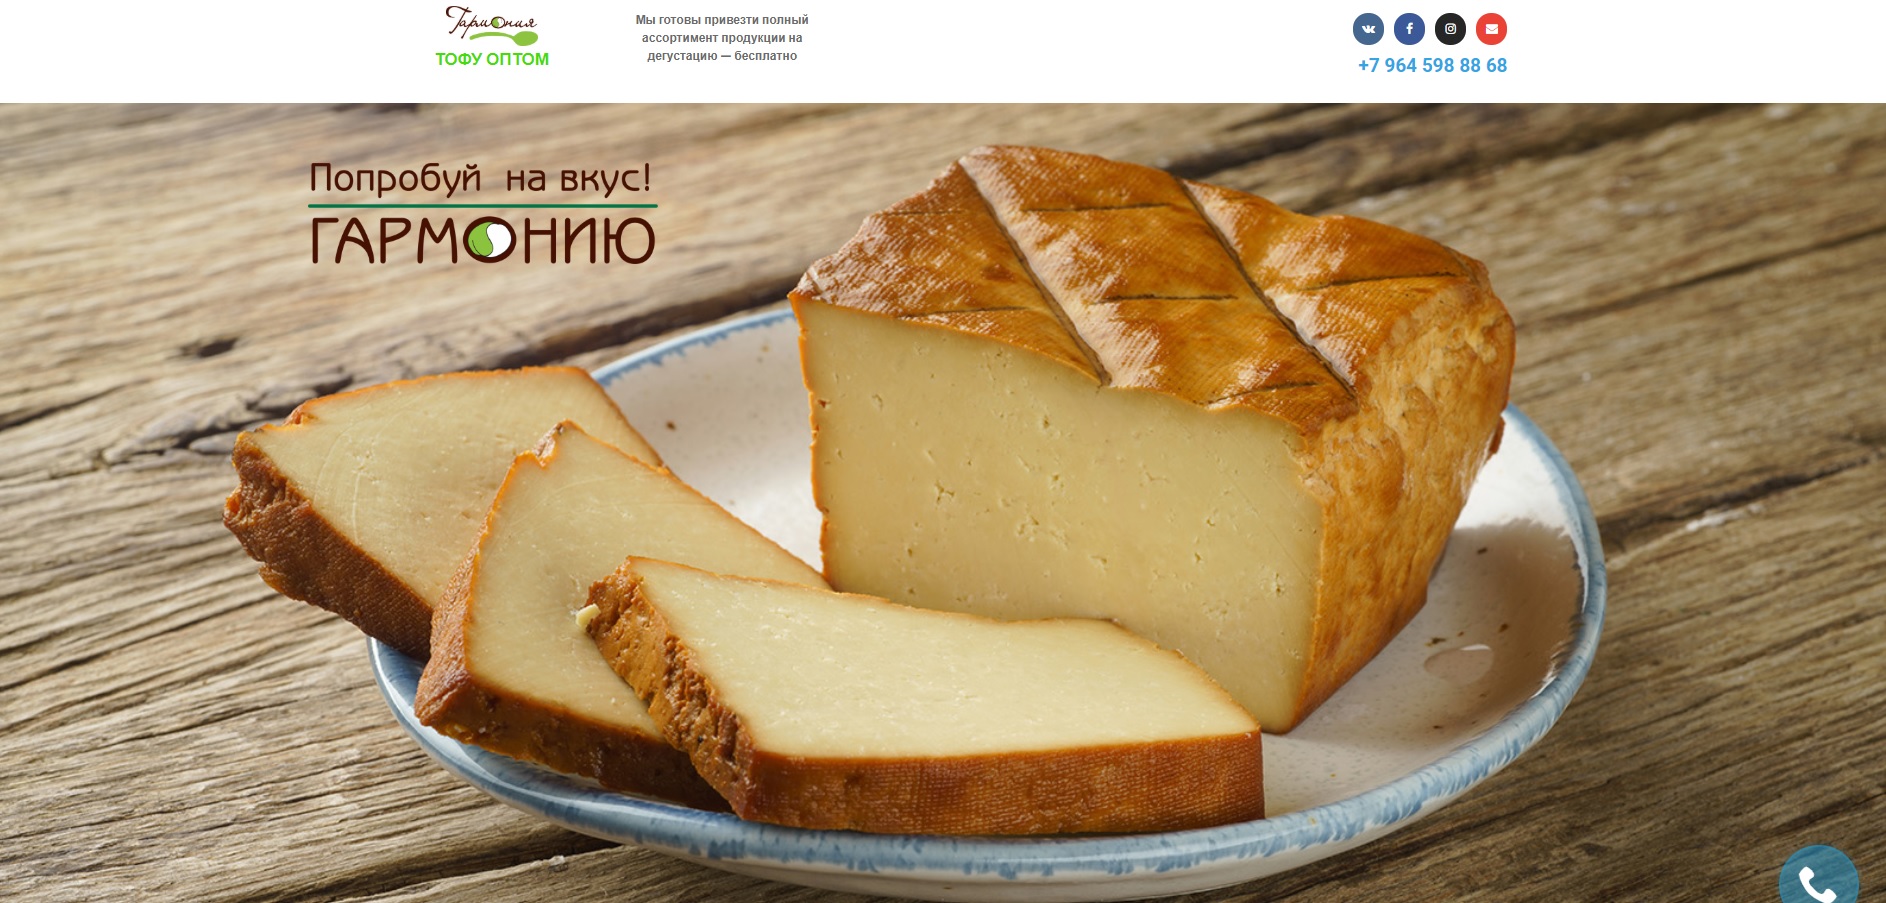 Гармония
ТОФУ ОПТОМ
Мы готовы привезти полный
ассортимент продукции на
дегустацию — бесплатно
+7 964 598 88 68
Попробуй на вкус!
ГАРМОНИЮ